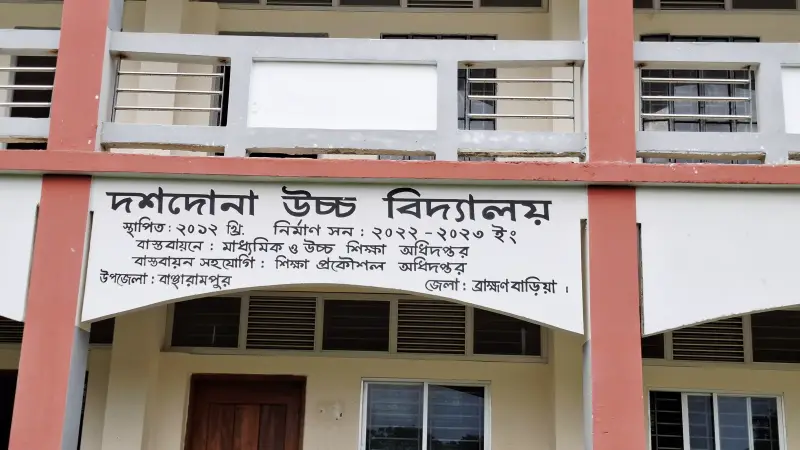 দশদোনা উচ্চ বিদ্যালয়
স্থাপিত: ২০১২ খ্রি. নির্মাণ সন : ২০২২ - ২০২৩ ইং
বাস্তবায়নে : মাধ্যমিক ও উচ্চ শিক্ষা অধিদপ্তর
বাস্তবায়ন সহযোগি : শিক্ষা প্রকৌশল অধিদপ্তর
উপজেলা : বাঞ্ছারামপুর জেলা : ব্রাহ্মণবাড়িয়া ।